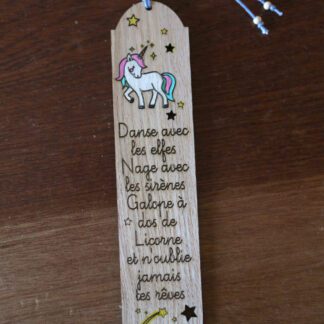 Danse avec
les elfes
Nage avec
les sirènes
Galope à
dos de
Licorne
et n'oublie
jamais
tes rêves